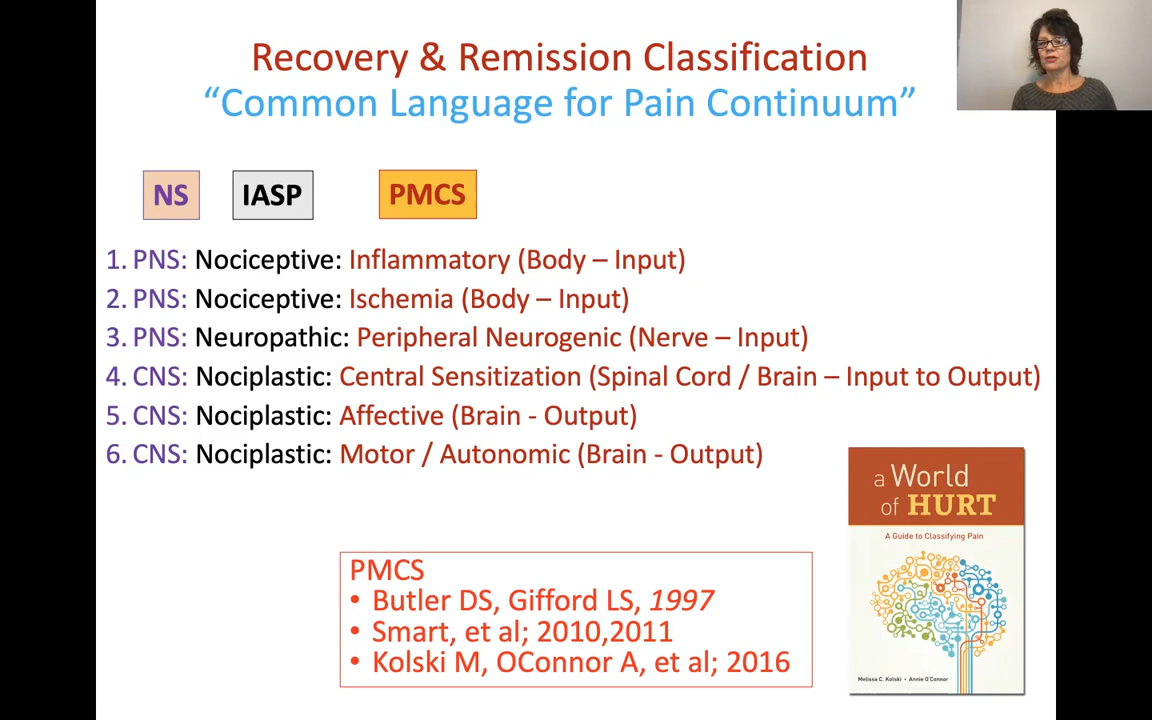 Recovery & Remission Classification
“Common Language for Pain Continuum”
NS IASP PMCS
1. PNS: Nociceptive: Inflammatory (Body – Input)
2. PNS: Nociceptive: Ischemia (Body – Input)
3. PNS: Neuropathic: Peripheral Neurogenic (Nerve – Input)
4. CNS: Nociplastic: Central Sensitization (Spinal Cord / Brain – Input to Output)
5. CNS: Nociplastic: Affective (Brain - Output)
6. CNS: Nociplastic: Motor / Autonomic (Brain - Output)
PMCS
• Butler DS, Gifford LS, 1997
• Smart, et al; 2010,2011
• Kolski M, OConnor A, et al; 2016
a World
of HURT
A Guide to Classifying Pain
Melissa C. Kolski • Annie O'Connor